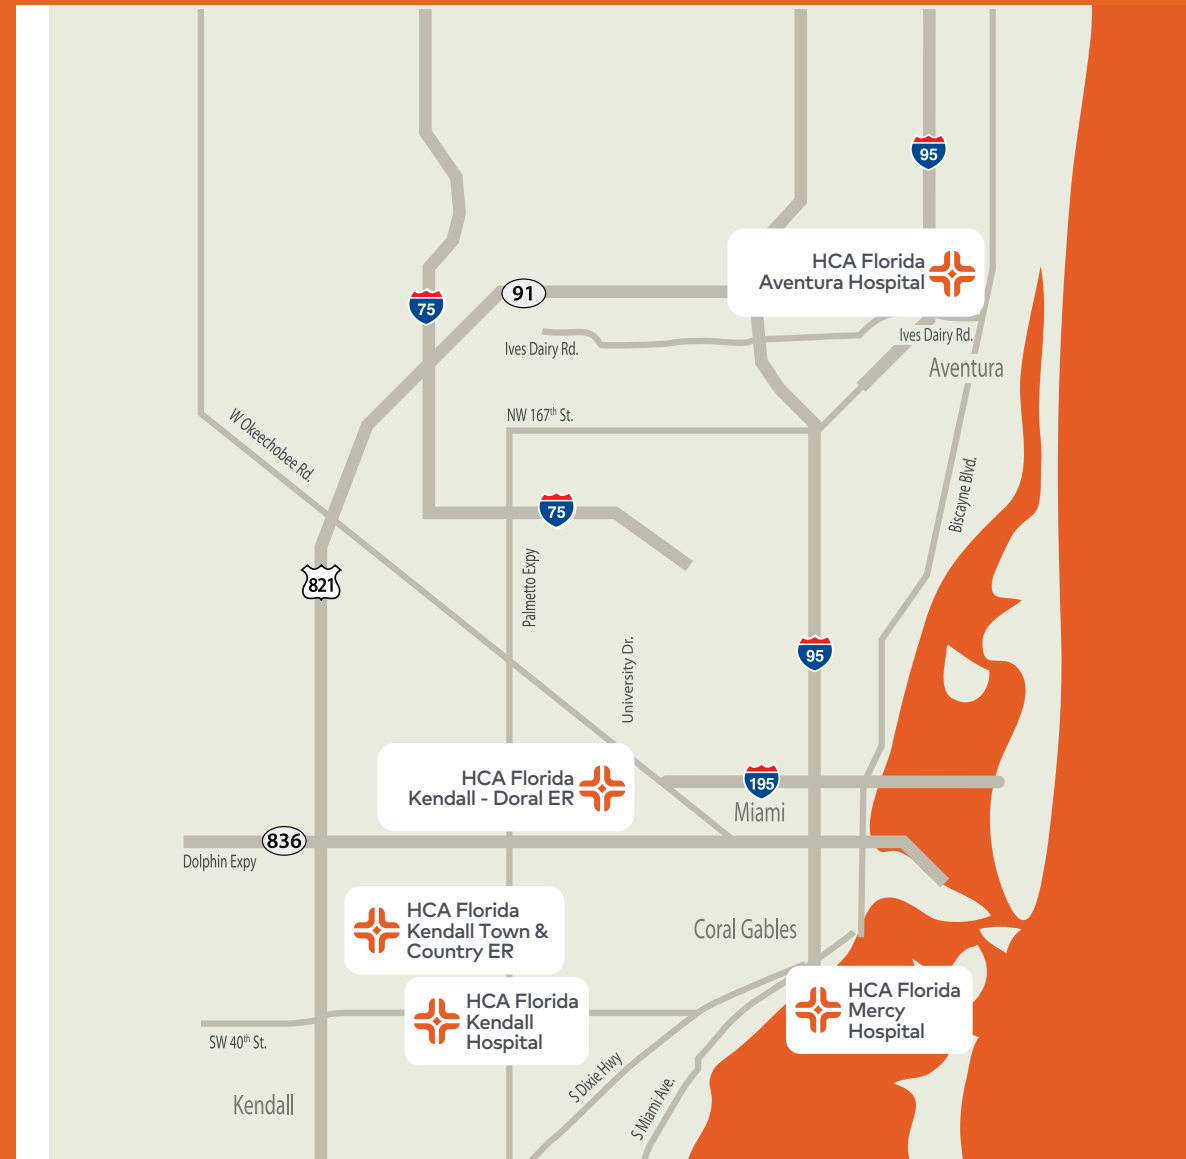 95
HCA Florida
Aventura Hospital
91
75
Ives Dairy Rd.
Ives Dairy Rd.
Aventura
NW 167th St.
W Okeechobee Rd.
Biscayne Blvd.
75
Palmetto Expy
821
University Dr.
95
HCA Florida
Kendall - Doral ER
195
Miami
836
Dolphin Expy
HCA Florida
Kendall Town &
Country ER
Coral Gables
HCA Florida
Kendall
Hospital
HCA Florida
Mercy
Hospital
SW 40th St.
S Dixie Hwy
S Miami Ave.
Kendall